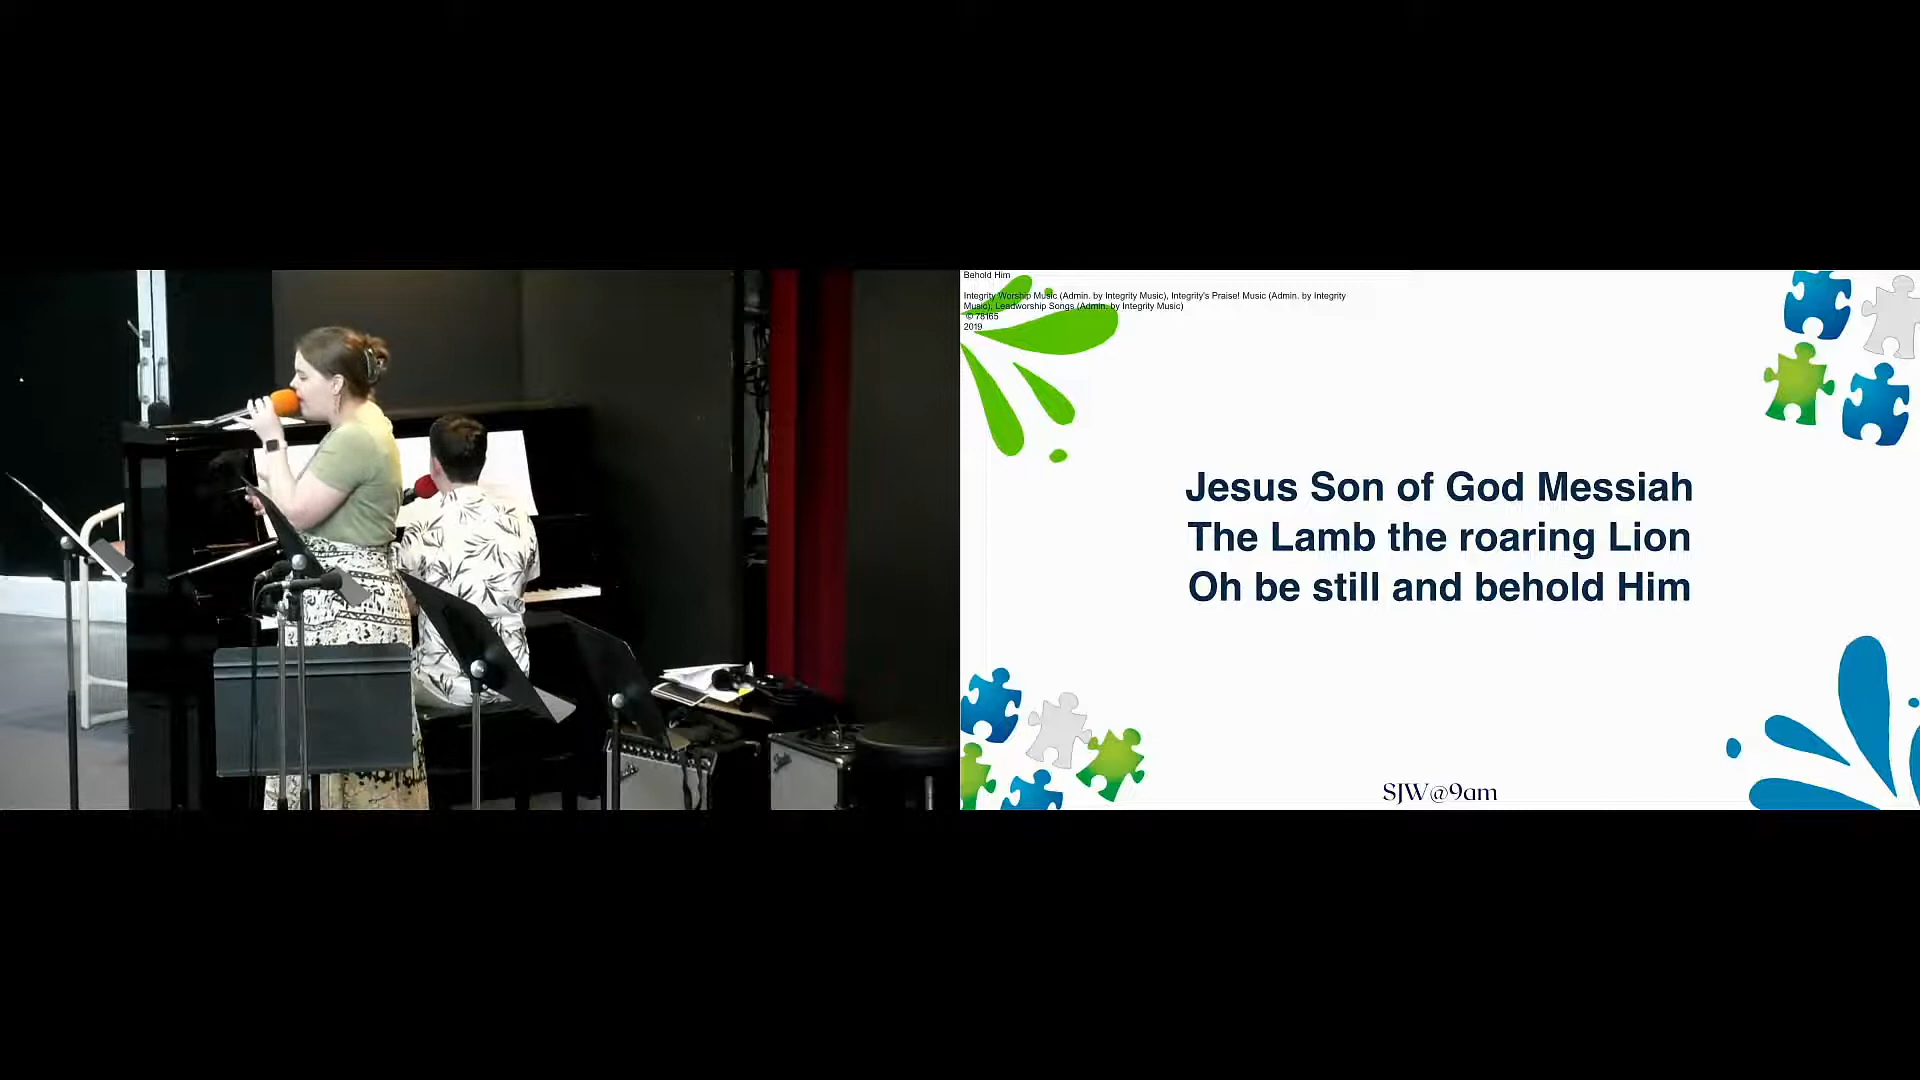 Behold Him
Integrity Worship Music (Admin. by Integrity Music), Integrity's Praise! Music (Admin. by Integrity
Music), Leadworship Songs (Admin. by Integrity Music)
© 78165
2019
Jesus Son of God Messiah
The Lamb the roaring Lion
Oh be still and behold Him
SJW@9am